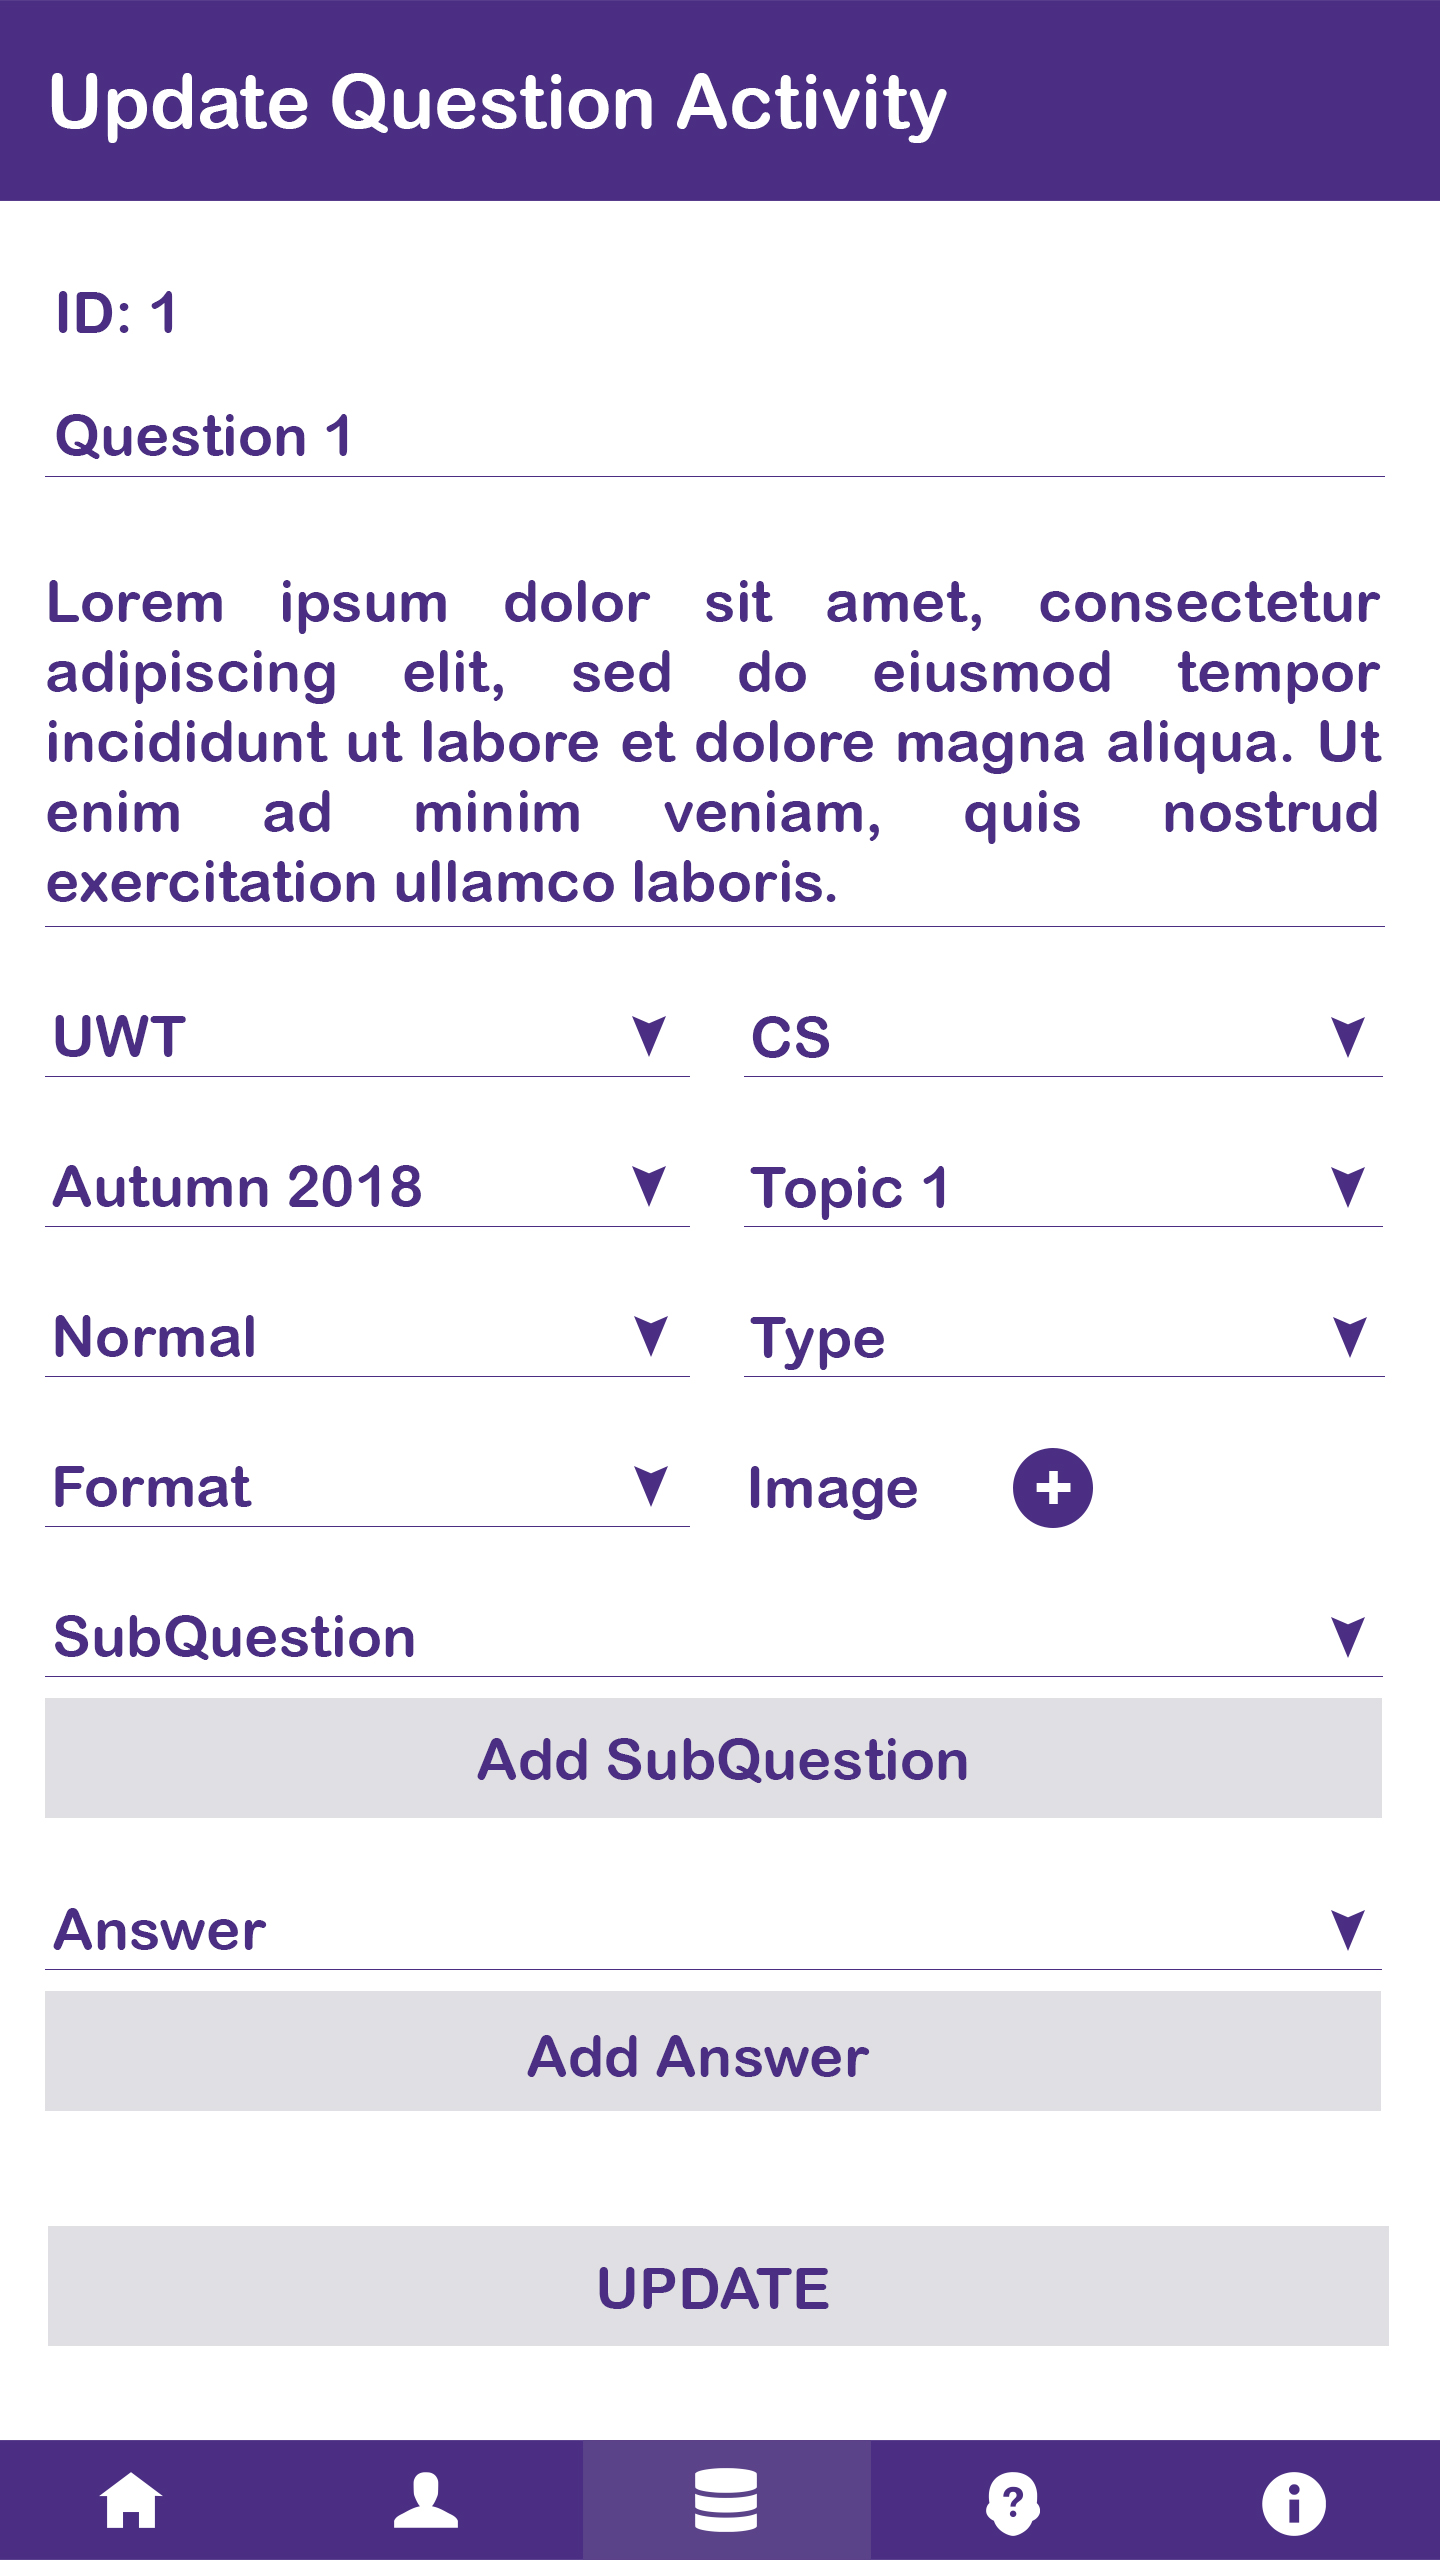 Update Question Activity
ID: 1
Question 1
Lorem ipsum dolor sit amet, consectetur
adipiscing elit, sed do eiusmod tempor
incididunt ut labore et dolore magna aliqua. Ut
enim ad minim veniam, quis nostrud
exercitation ullamco laboris.
UWT
CS
Autumn 2018
Topic 1
Normal
Type
Format
Image
SubQuestion
Add SubQuestion
Answer
Add Answer
UPDATE